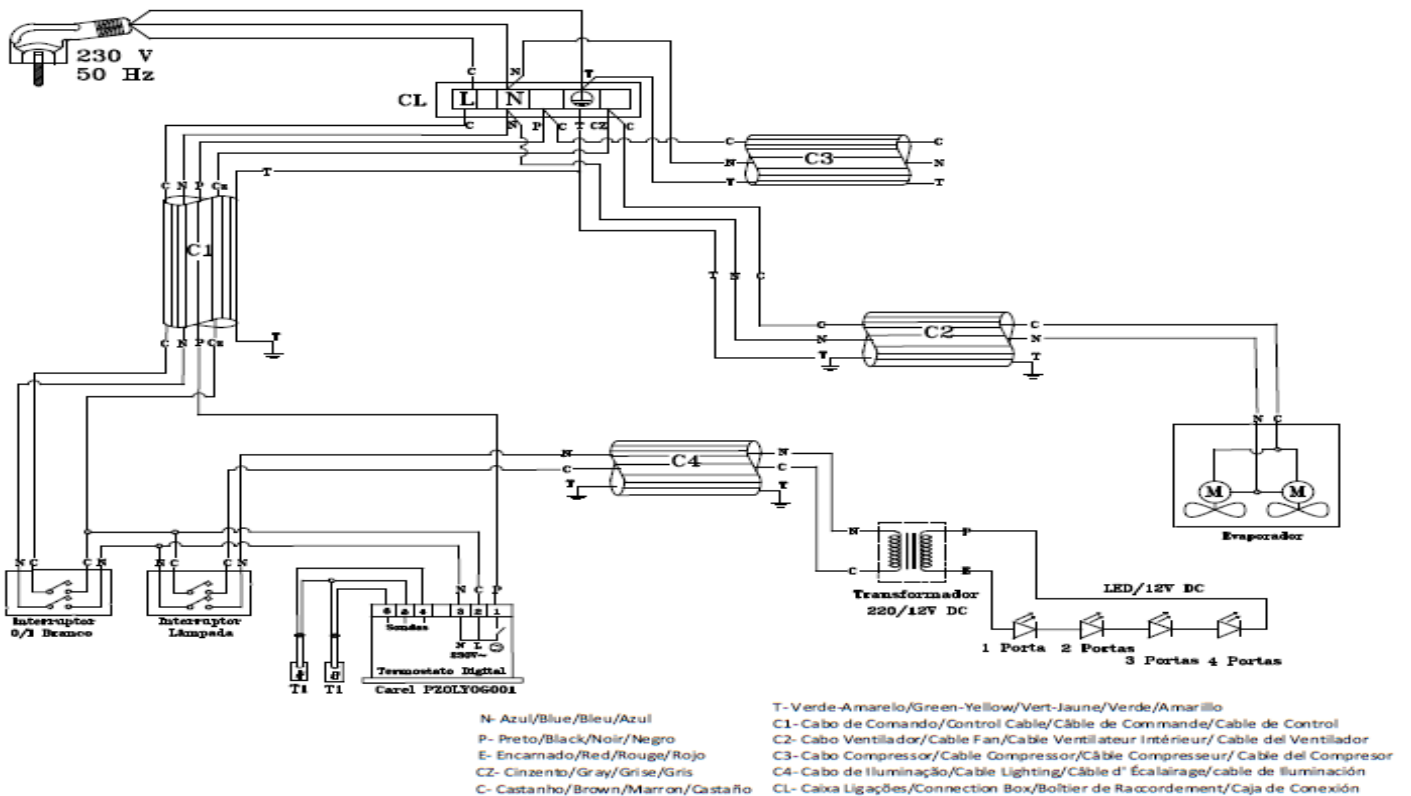 230 V
50 Hz
C N T
CL L N
C N P C T CZ C
C C
C3
N N
T T
T
C N P Cz
C1
T N C
C N P Cz T
C C
C2
N N
T T
N C
N N
C4
C C
T T
M M
Evaporador
N P
C E
Transformador
220/12V DC
LED/12V DC
1 Porta 2 Portas
3 Portas 4 Portas
N C C N N C C N
Interruptor
0/1 Branco
Interruptor
Lâmpada
N C P
6 5 4 3 2 1
Sondas
N L
230V~
Termostato Digital
T1 T1
Carel PZOLY0G001
N- Azul/Blue/Bleu/Azul
P- Preto/Black/Noir/Negro
E- Encarnado/Red/Rouge/Rojo
CZ- Cinzento/Gray/Grise/Gris
C- Castanho/Brown/Marron/Castaño
T- Verde-Amarelo/Green-Yellow/Vert-Jaune/Verde/Amarillo
C1- Cabo de Comando/Control Cable/Câble de Commande/Cable de Control
C2- Cabo Ventilador/Cable Fan/Cable Ventilateur Intérieur/ Cable del Ventilador
C3- Cabo Compressor/Cable Compressor/Câble Compresseur/ Cable del Compresor
C4- Cabo de Iluminação/Cable Lighting/Câble d' Écalairage/cable de Iluminación
CL- Caixa Ligações/Connection Box/Boîtier de Raccordement/Caja de Conexión